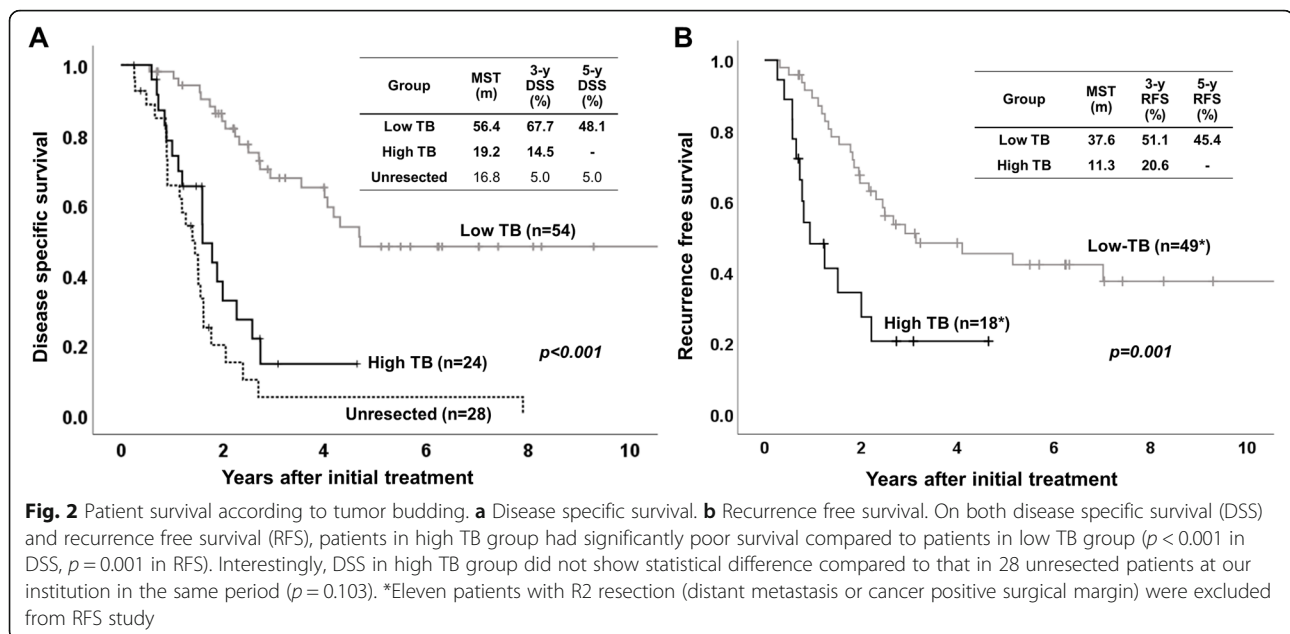 A
Disease specific survival
1.0
0.8
0.6
0.4
0.2
0.0
Group MST (m) 3-y DSS (%) 5-y DSS (%)
Low TB 56.4 67.7 48.1
High TB 19.2 14.5 -
Unresected 16.8 5.0 5.0
Low TB (n=54)
High TB (n=24)
p<0.001
Unresected (n=28)
0 2 4 6 8 10
Years after initial treatment
B
Recurrence free survival
1.0
0.8
0.6
0.4
0.2
0.0
Group MST (m) 3-y RFS (%) 5-y RFS (%)
Low TB 37.6 51.1 45.4
High TB 11.3 20.6 -
Low-TB (n=49*)
High TB (n=18*)
p=0.001
0 2 4 6 8 10
Years after initial treatment
Fig. 2 Patient survival according to tumor budding. a Disease specific survival. b Recurrence free survival. On both disease specific survival (DSS)
and recurrence free survival (RFS), patients in high TB group had significantly poor survival compared to patients in low TB group (p < 0.001 in
DSS, p = 0.001 in RFS). Interestingly, DSS in high TB group did not show statistical difference compared to that in 28 unresected patients at our
institution in the same period (p = 0.103). *Eleven patients with R2 resection (distant metastasis or cancer positive surgical margin) were excluded
from RFS study